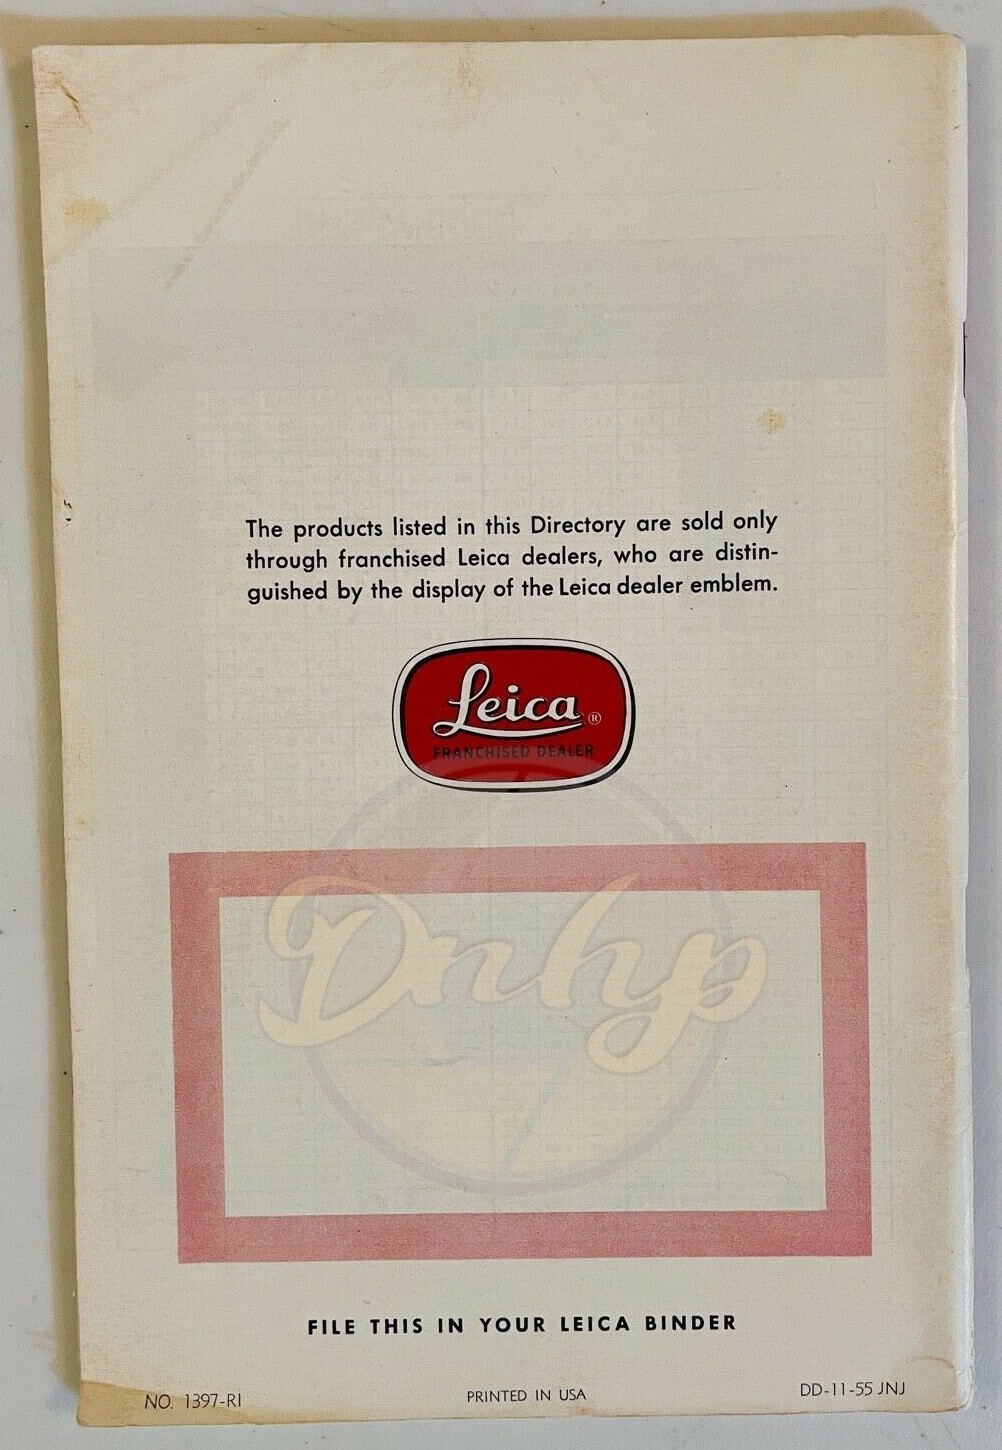 The products listed in this Directory are sold only
through franchised Leica dealers, who are distin-
guished by the display of the Leica dealer emblem.
Leica ®
FRANCHISED DEALER
Dnhp
FILE THIS IN YOUR LEICA BINDER
NO. 1397-RI
PRINTED IN USA
DD-11-55 JNJ